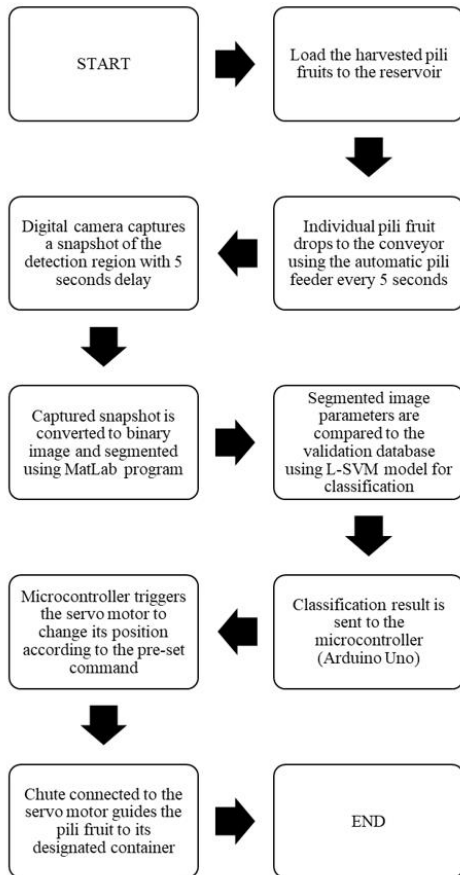 START
Load the harvested pili
fruits to the reservoir
Individual pili fruit
drops to the conveyor
using the automatic pili
feeder every 5 seconds
Digital camera captures
a snapshot of the
detection region with 5
seconds delay
Captured snapshot is
converted to binary
image and segmented
using MatLab program
Segmented image
parameters are
compared to the
validation database
using L-SVM model for
classification
Classification result is
sent to the
microcontroller
(Arduino Uno)
Microcontroller triggers
the servo motor to
change its position
according to the pre-set
command
Chute connected to the
servo motor guides the
pili fruit to its
designated container
END